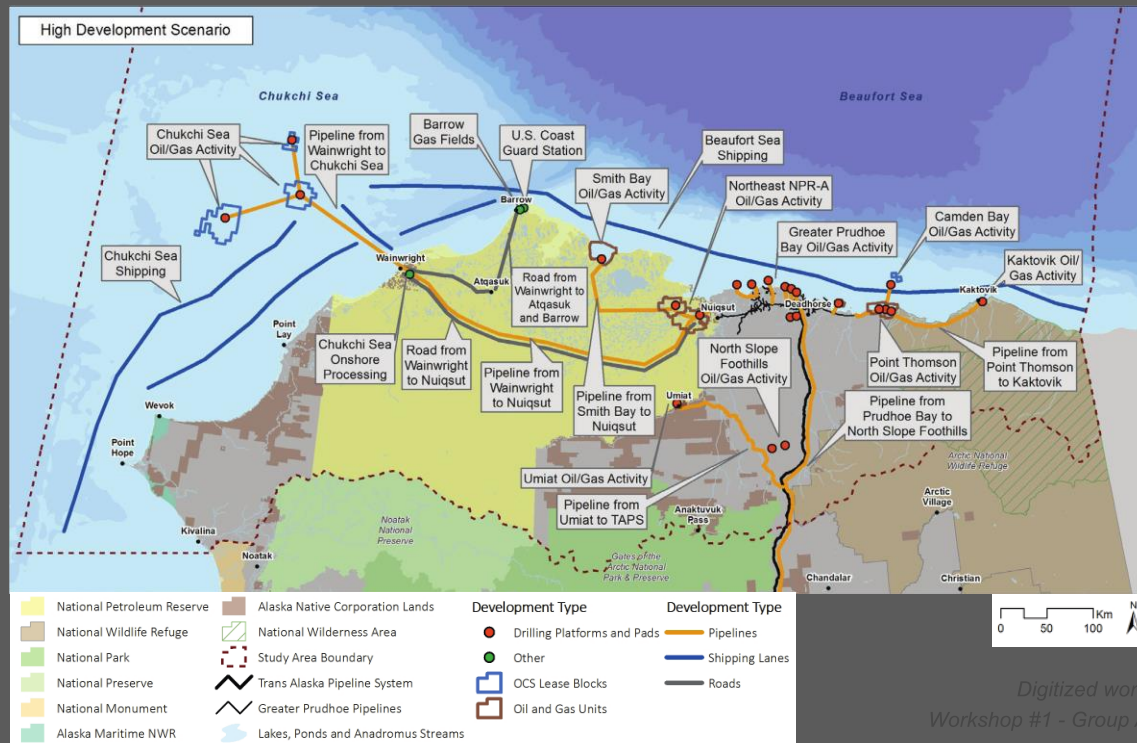 High Development Scenario
Chukchi Sea
Beaufort Sea
Chukchi Sea
Oil/Gas Activity
Pipeline from
Wainwright to
Chukchi Sea
Barrow
Gas Fields
U.S. Coast
Guard Station
Beaufort Sea
Shipping
Smith Bay
Oil/Gas Activity
Northeast NPR-A
Oil/Gas Activity
Greater Prudhoe
Bay Oil/Gas Activity
Camden Bay
Oil/Gas Activity
Kaktovik Oil/
Gas Activity
Chukchi Sea
Shipping
Barrow
Wainwright
Atqasuk
Road from
Wainwright to
Atqasuk
and Barrow
Nuiqsut
Deadhorse
Kaktovik
Point
Lay
Chukchi Sea
Onshore
Processing
Road from
Wainwright
to Nuiqsut
Pipeline from
Wainwright
to Nuiqsut
Pipeline from
Smith Bay to
Nuiqsut
North Slope
Foothills
Oil/Gas Activity
Point Thomson
Oil/Gas Activity
Pipeline from
Point Thomson
to Kaktovik
Umiat
Pipeline from
Prudhoe Bay to
North Slope Foothills
Wevok
Point
Hope
Umiat Oil/Gas Activity
Pipeline from
Umiat to TAPS
Arctic National
Wildlife Refuge
Arctic
Village
Anaktuvuk
Pass
Kivalina
Noatak
Noatak
National
Preserve
Gates of the
Arctic National
Park & Preserve
Chandalar
Christian
National Petroleum Reserve
National Wildlife Refuge
National Park
National Preserve
National Monument
Alaska Maritime NWR
Alaska Native Corporation Lands
National Wilderness Area
Study Area Boundary
Trans Alaska Pipeline System
Greater Prudhoe Pipelines
Lakes, Ponds and Anadromus Streams
Development Type
Drilling Platforms and Pads
Other
OCS Lease Blocks
Oil and Gas Units
Development Type
Pipelines
Shipping Lanes
Roads
Km
0 50 100
N
Digitized wor
Workshop #1 - Group